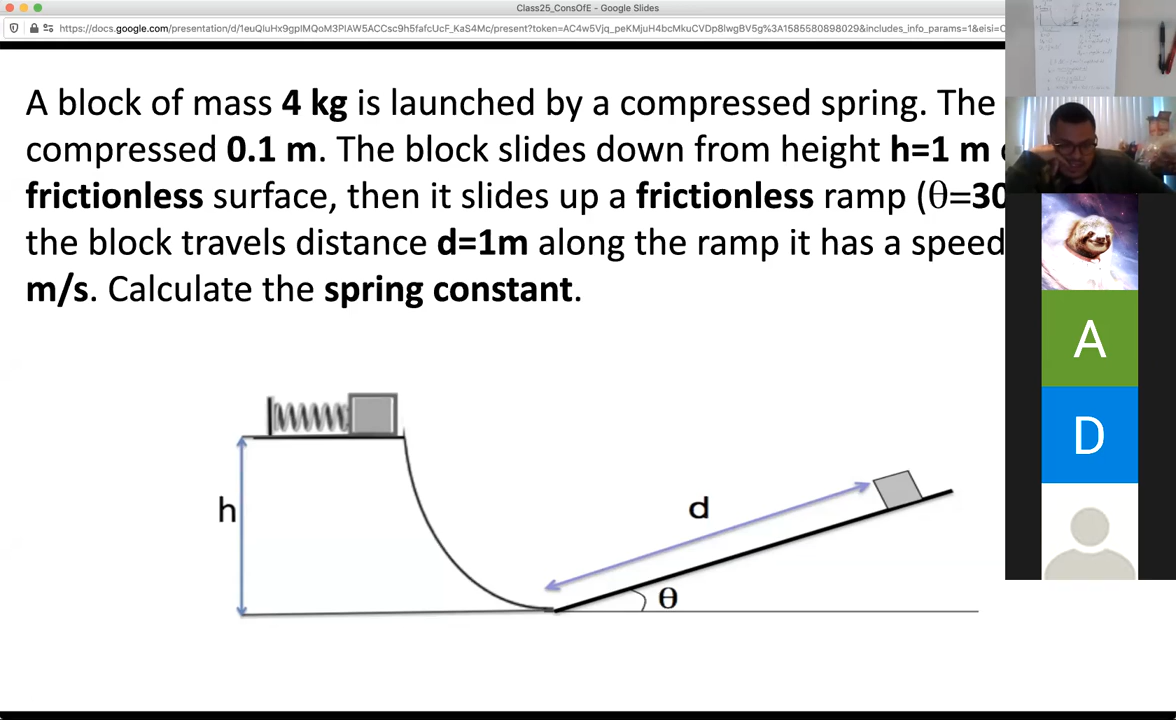 Class25_ConsOfE - Google Slides
https://docs.google.com/presentation/d/1euQluHx9gplMQoM3PIAW5ACCsc9h5fafcUcF_KaS4Mc/present?token=AC4w5Vjq_peKMjuH4bcMkuCVDp8lwgBV5g%3A1585580898029&includes_info_params=1&eisi=C
A block of mass 4 kg is launched by a compressed spring. The
compressed 0.1 m. The block slides down from height h=1 m
frictionless surface, then it slides up a frictionless ramp (θ=30
the block travels distance d=1m along the ramp it has a speed
m/s. Calculate the spring constant.
h
d
θ
A
D